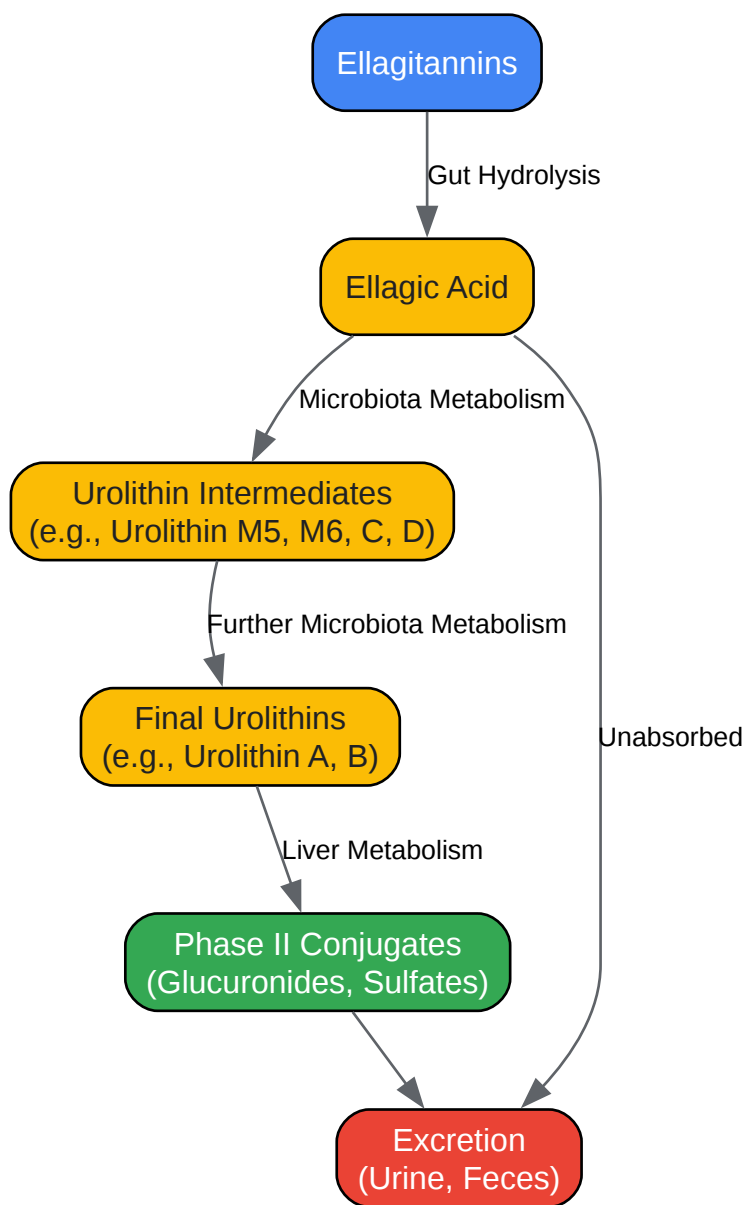 Ellagitannins
Gut Hydrolysis
Ellagic Acid
Microbiota Metabolism
Urolithin Intermediates
(e.g., Urolithin M5, M6, C, D)
Further Microbiota Metabolism
Final Urolithins
(e.g., Urolithin A, B)
Unabsorbed
Liver Metabolism
Phase II Conjugates
(Glucuronides, Sulfates)
Excretion
(Urine, Feces)